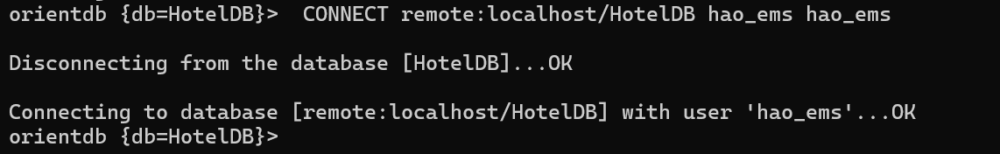 orientdb {db=HotelDB}>  CONNECT remote:localhost/HotelDB hao_ems hao_ems
Disconnecting from the database [HotelDB]...OK
Connecting to database [remote:localhost/HotelDB] with user 'hao_ems'...OK
orientdb {db=HotelDB}>